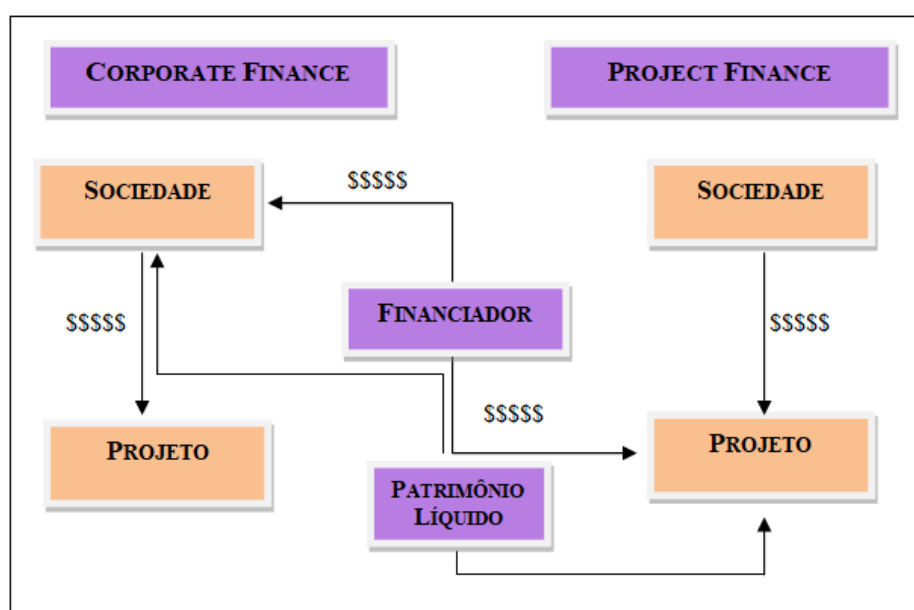 CORPORATE FINANCE
PROJECT FINANCE
SOCIEDADE
$$$$$
SOCIEDADE
$$$$$
FINANCIADOR
$$$$$
$$$$$
PROJETO
PROJETO
PATRIMÔNIO
LÍQUIDO